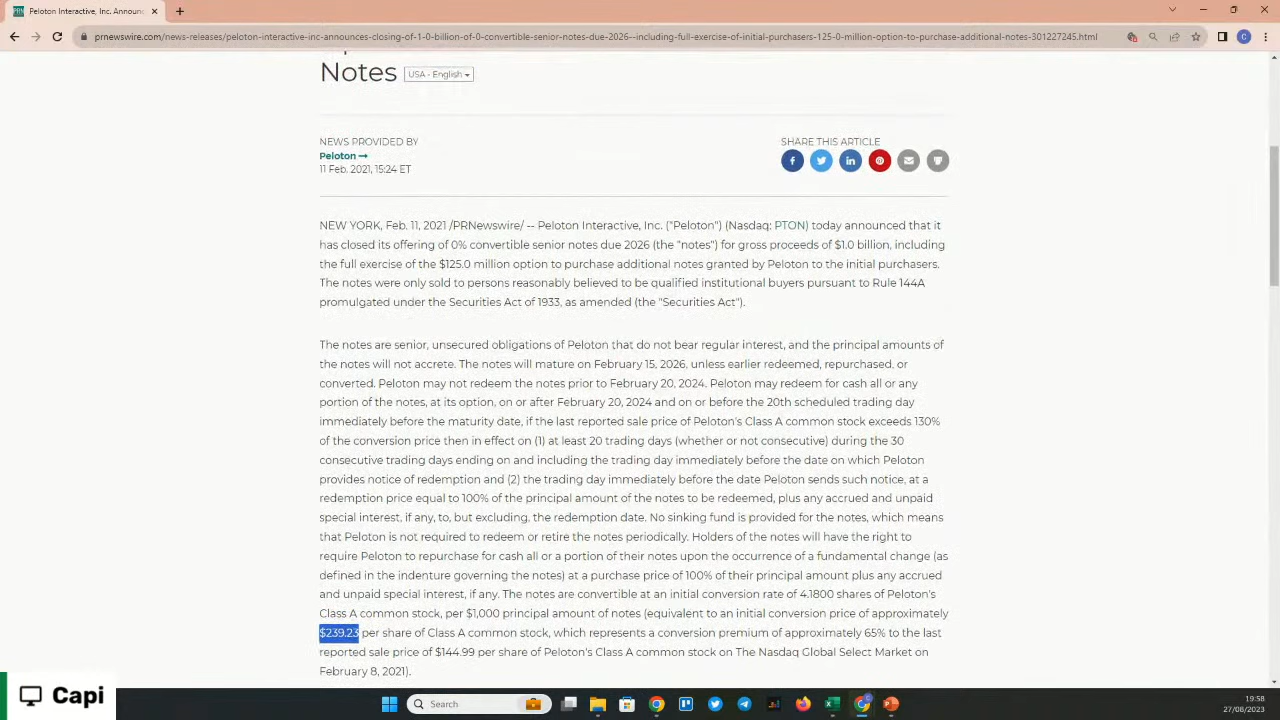 Peloton Interactive, Inc. Announc
prnewswire.com/news-releases/peloton-interactive-inc-announces-closing-of-1-0-billion-of-0-convertible-senior-notes-due-2026--including-full-exercise-of-initial-purchasers-125-0-million-option-to-purchase-additional-notes-301227245.html
C
Notes
USA - English
NEWS PROVIDED BY
Peloton
11 Feb. 2021, 15:24 ET
SHARE THIS ARTICLE
NEW YORK, Feb. 11, 2021 /PRNewswire/ -- Peloton Interactive, Inc. ("Peloton") (Nasdaq: PTON) today announced that it
has closed its offering of 0% convertible senior notes due 2026 (the "notes") for gross proceeds of $1.0 billion, including
the full exercise of the $125.0 million option to purchase additional notes granted by Peloton to the initial purchasers.
The notes were only sold to persons reasonably believed to be qualified institutional buyers pursuant to Rule 144A
promulgated under the Securities Act of 1933, as amended (the "Securities Act").
The notes are senior, unsecured obligations of Peloton that do not bear regular interest, and the principal amounts of
the notes will not accrete. The notes will mature on February 15, 2026, unless earlier redeemed, repurchased, or
converted. Peloton may not redeem the notes prior to February 20, 2024. Peloton may redeem for cash all or any
portion of the notes, at its option, on or after February 20, 2024 and on or before the 20th scheduled trading day
immediately before the maturity date, if the last reported sale price of Peloton's Class A common stock exceeds 130%
of the conversion price then in effect on (1) at least 20 trading days (whether or not consecutive) during the 30
consecutive trading days ending on and including the trading day immediately before the date on which Peloton
provides notice of redemption and (2) the trading day immediately before the date Peloton sends such notice, at a
redemption price equal to 100% of the principal amount of the notes to be redeemed, plus any accrued and unpaid
special interest, if any, to, but excluding, the redemption date. No sinking fund is provided for the notes, which means
that Peloton is not required to redeem or retire the notes periodically. Holders of the notes will have the right to
require Peloton to repurchase for cash all or a portion of their notes upon the occurrence of a fundamental change (as
defined in the indenture governing the notes) at a purchase price of 100% of their principal amount plus any accrued
and unpaid special interest, if any. The notes are convertible at an initial conversion rate of 4.1800 shares of Peloton's
Class A common stock, per $1,000 principal amount of notes (equivalent to an initial conversion price of approximately
$239.23 per share of Class A common stock, which represents a conversion premium of approximately 65% to the last
reported sale price of $144.99 per share of Peloton's Class A common stock on The Nasdaq Global Select Market on
February 8, 2021).
Capi
Search
19:58
27/08/2023